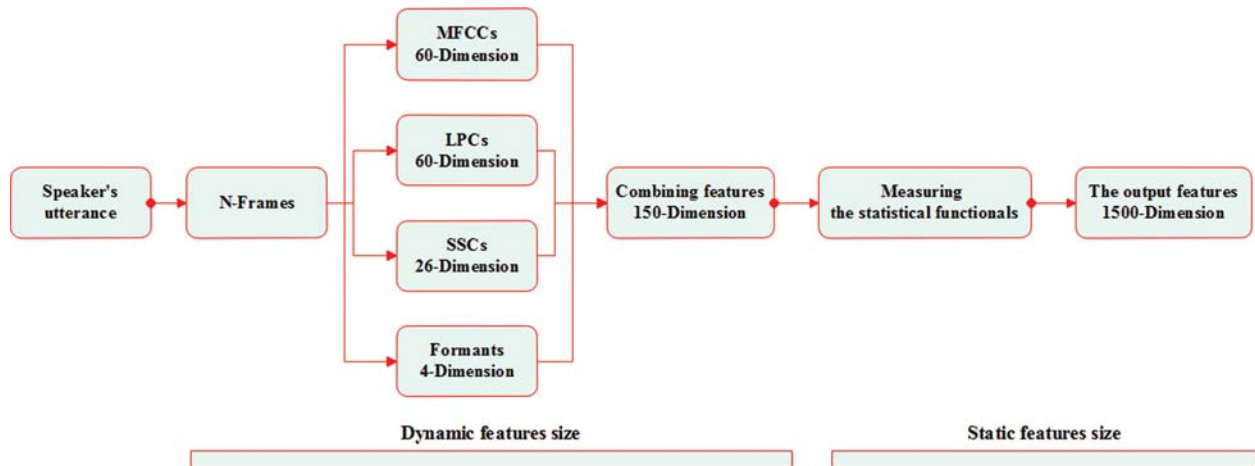 Speaker's
utterance
N-Frames
MFCCs
60-Dimension
LPCs
60-Dimension
SSCs
26-Dimension
Formants
4-Dimension
Combining features
150-Dimension
Measuring
the statistical functionals
The output features
1500-Dimension
Dynamic features size
Static features size